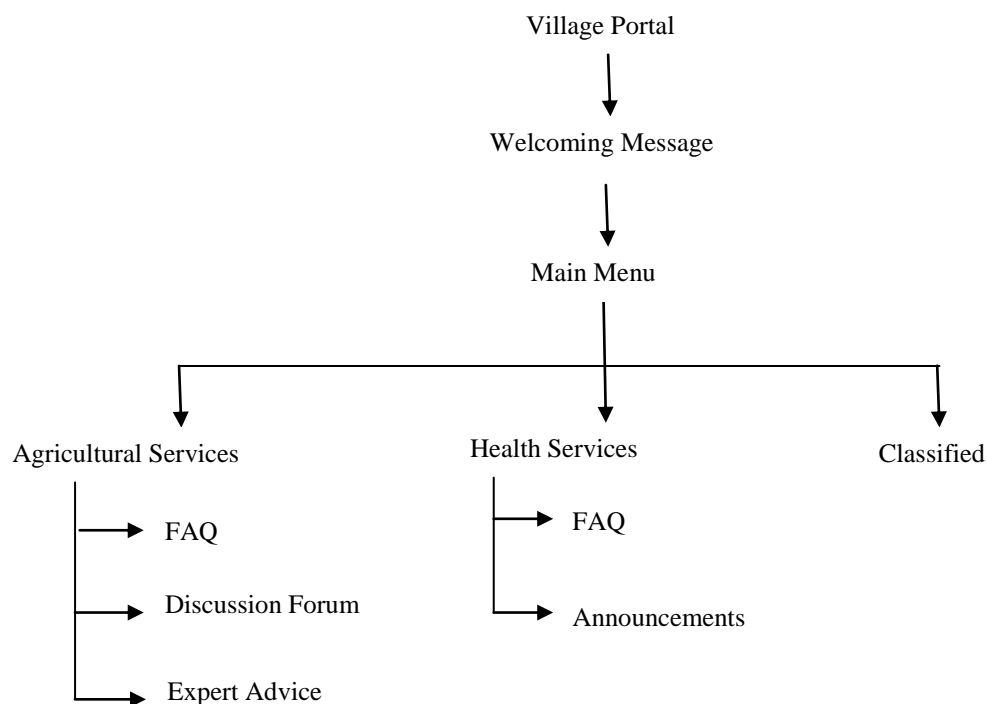 Village Portal
Welcoming Message
Main Menu
Agricultural Services
FAQ
Discussion Forum
Expert Advice
Health Services
FAQ
Announcements
Classified